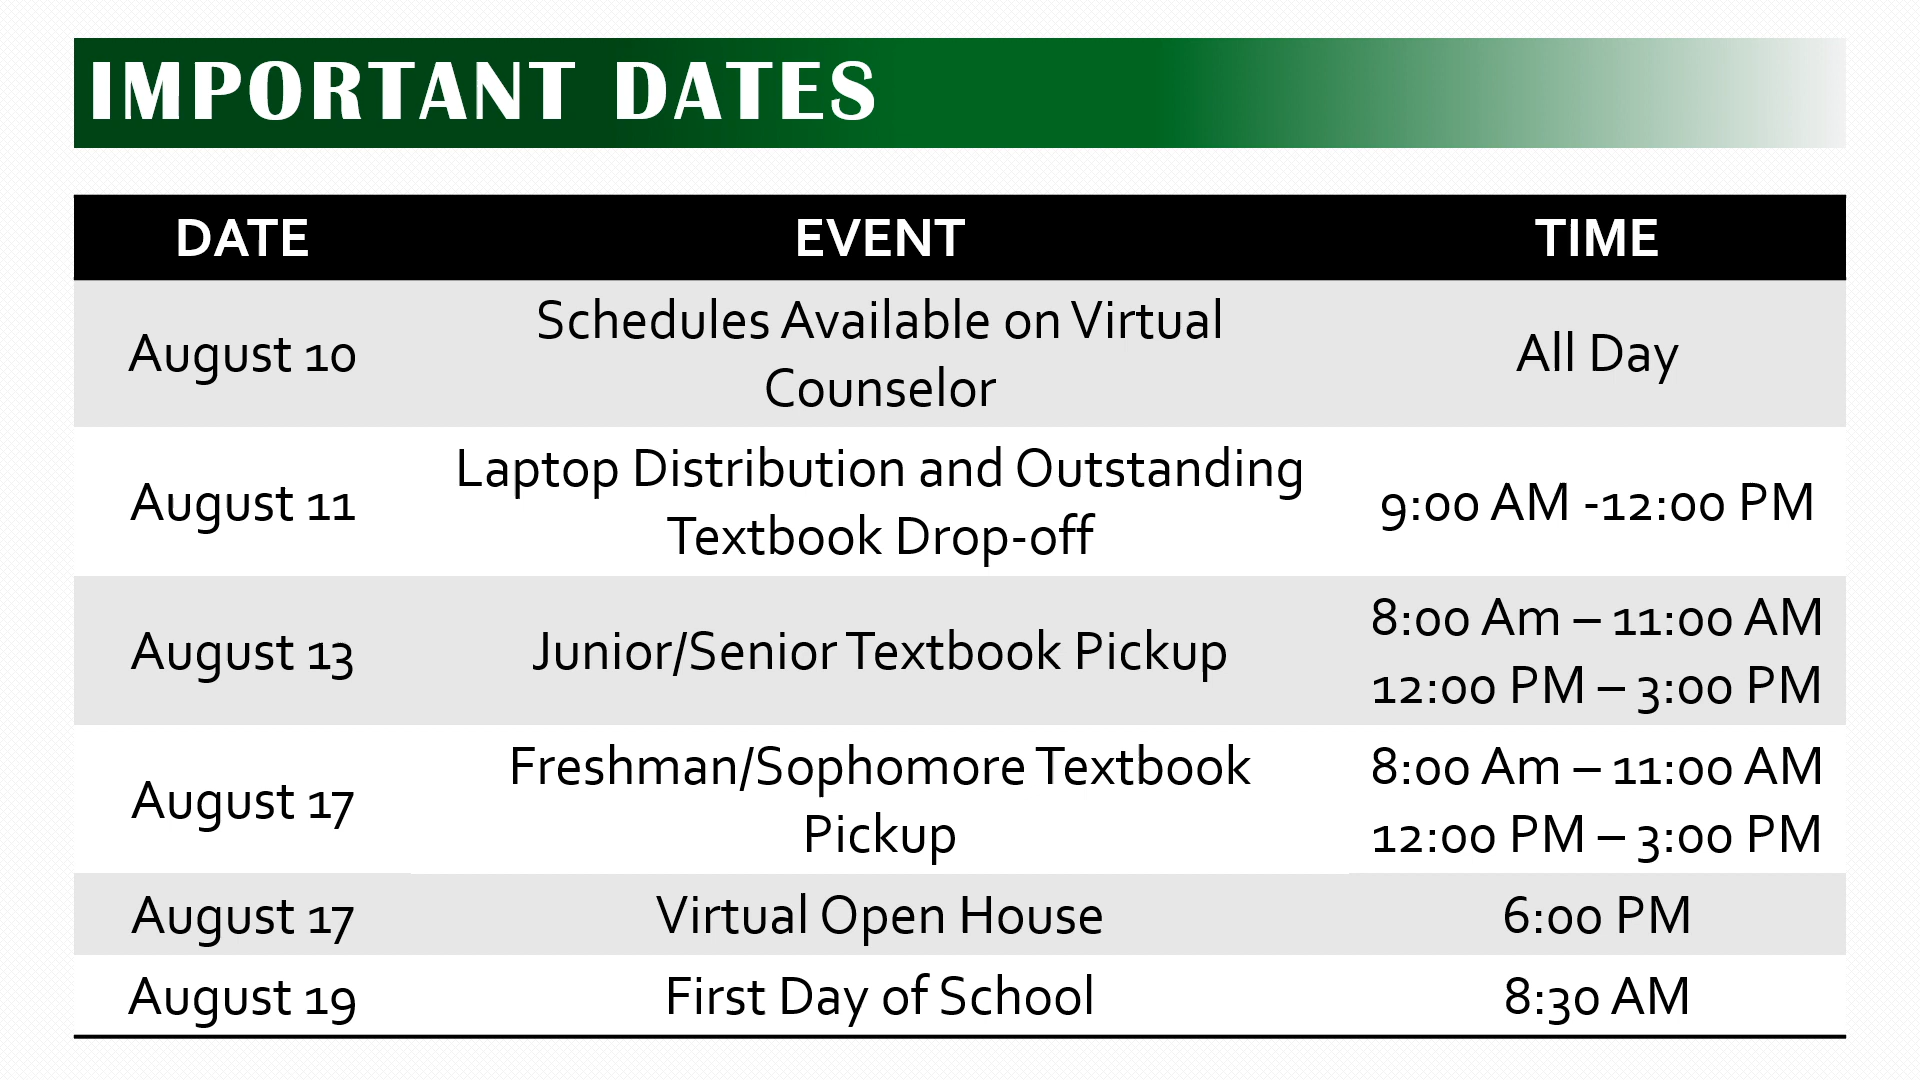 IMPORTANT DATES
DATE EVENT TIME
August 10 Schedules Available on Virtual Counselor All Day
August 11 Laptop Distribution and Outstanding Textbook Drop-off 9:00 AM -12:00 PM
August 13 Junior/Senior Textbook Pickup 8:00 Am – 11:00 AM
12:00 PM – 3:00 PM
August 17 Freshman/Sophomore Textbook Pickup 8:00 Am – 11:00 AM
12:00 PM – 3:00 PM
August 17 Virtual Open House 6:00 PM
August 19 First Day of School 8:30 AM